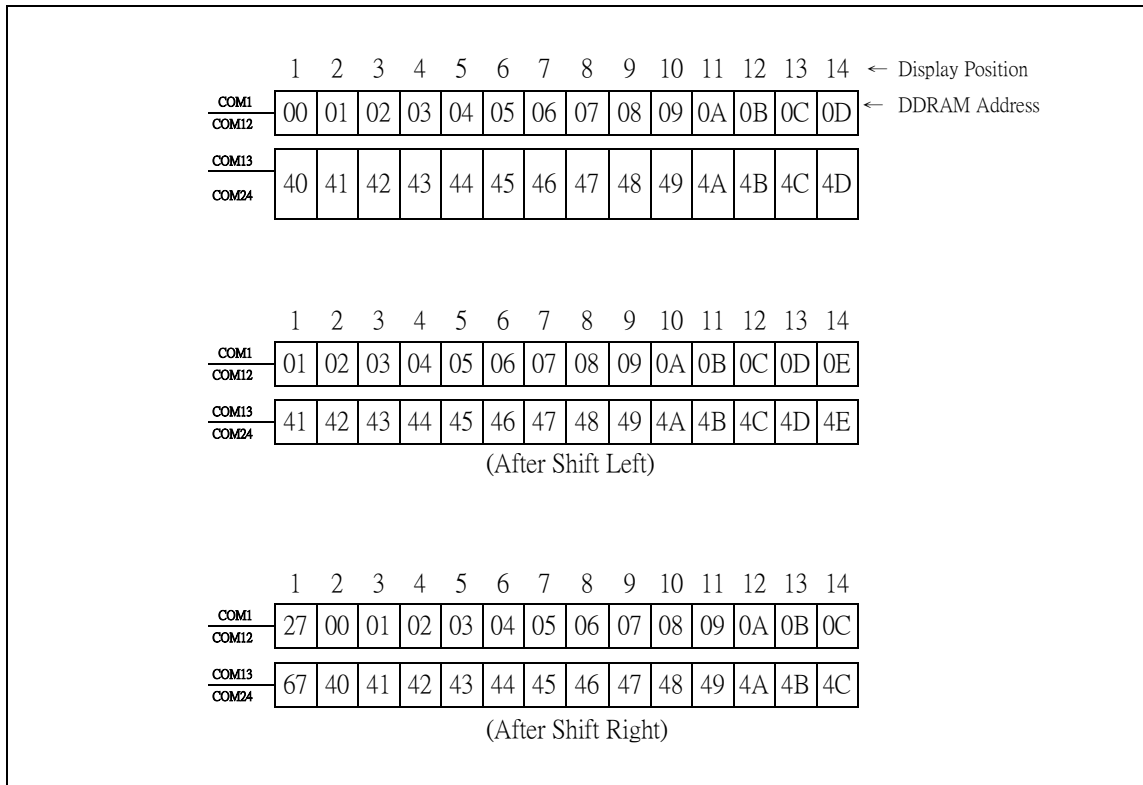 1 2 3 4 5 6 7 8 9 10 11 12 13 14 ← Display Position
COM1
COM12
00 01 02 03 04 05 06 07 08 09 0A 0B 0C 0D ← DDRAM Address
COM13
COM24
40 41 42 43 44 45 46 47 48 49 4A 4B 4C 4D
1 2 3 4 5 6 7 8 9 10 11 12 13 14
COM1
COM12
01 02 03 04 05 06 07 08 09 0A 0B 0C 0D 0E
COM13
COM24
41 42 43 44 45 46 47 48 49 4A 4B 4C 4D 4E
(After Shift Left)
1 2 3 4 5 6 7 8 9 10 11 12 13 14
COM1
COM12
27 00 01 02 03 04 05 06 07 08 09 0A 0B 0C
COM13
COM24
67 40 41 42 43 44 45 46 47 48 49 4A 4B 4C
(After Shift Right)